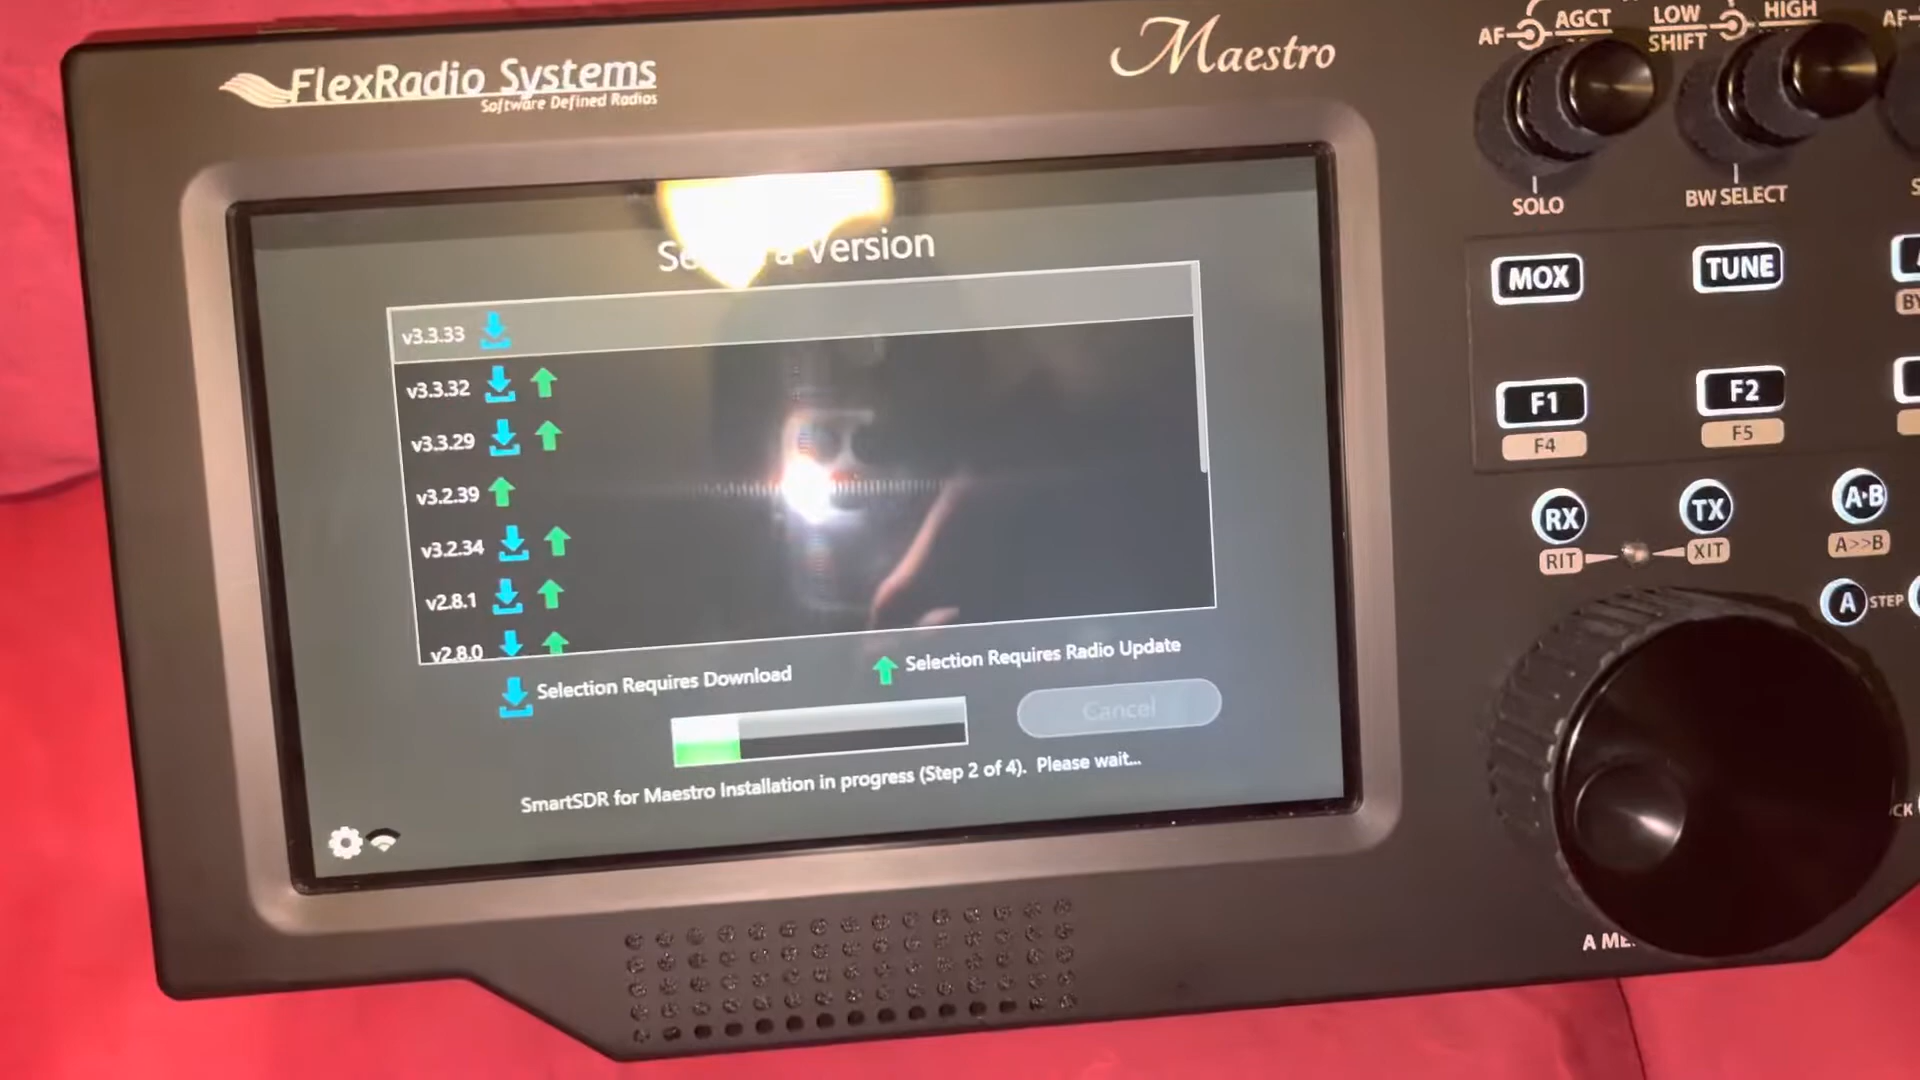 FlexRadio Systems
Software Defined Radios
Maestro
AF AGCT
LOW HIGH
SHIFT
AF
SOLO
BW SELECT
Version
v3.3.33
v3.3.32
v3.3.29
v3.2.39
v3.2.34
v2.8.1
v2.8.0
Selection Requires Download
Selection Requires Radio Update
Cancel
SmartSDR for Maestro Installation in progress (Step 2 of 4). Please wait...
MOX
TUNE
F1
F2
F4
F5
RX
TX
A▸B
RIT
XIT
A>>B
A STEP